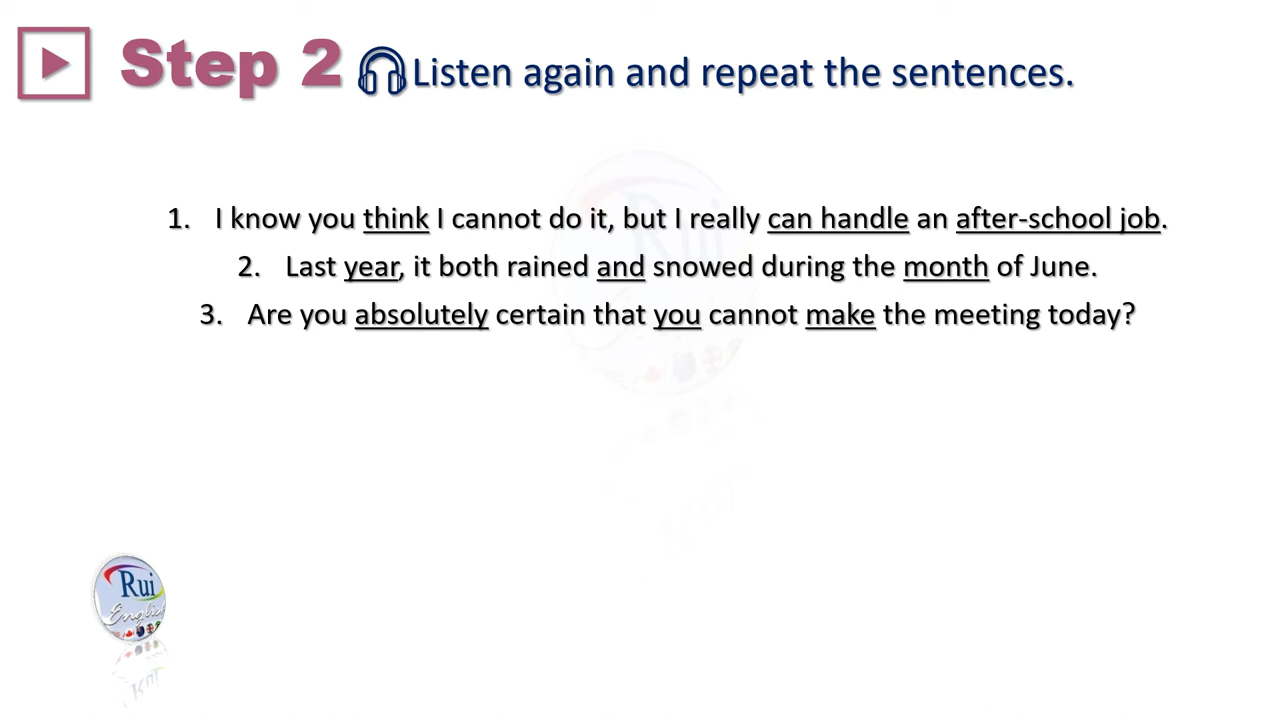 Step 2 Listen again and repeat the sentences.
1. I know you think I cannot do it, but I really can handle an after-school job.
2. Last year, it both rained and snowed during the month of June.
3. Are you absolutely certain that you cannot make the meeting today?
Rui
English